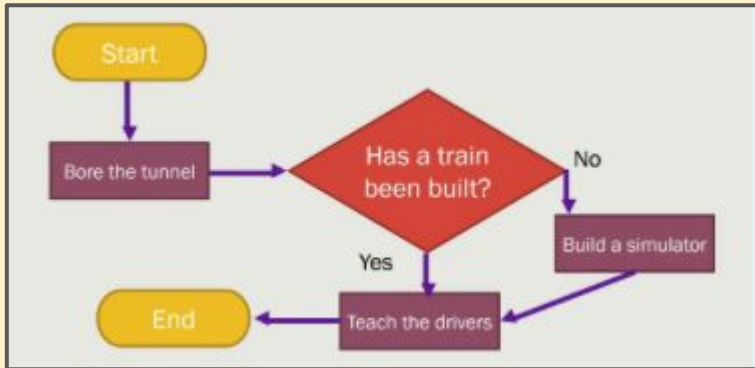 Start
Bore the tunnel
Has a train
been built?
No
Build a simulator
Yes
Teach the drivers
End